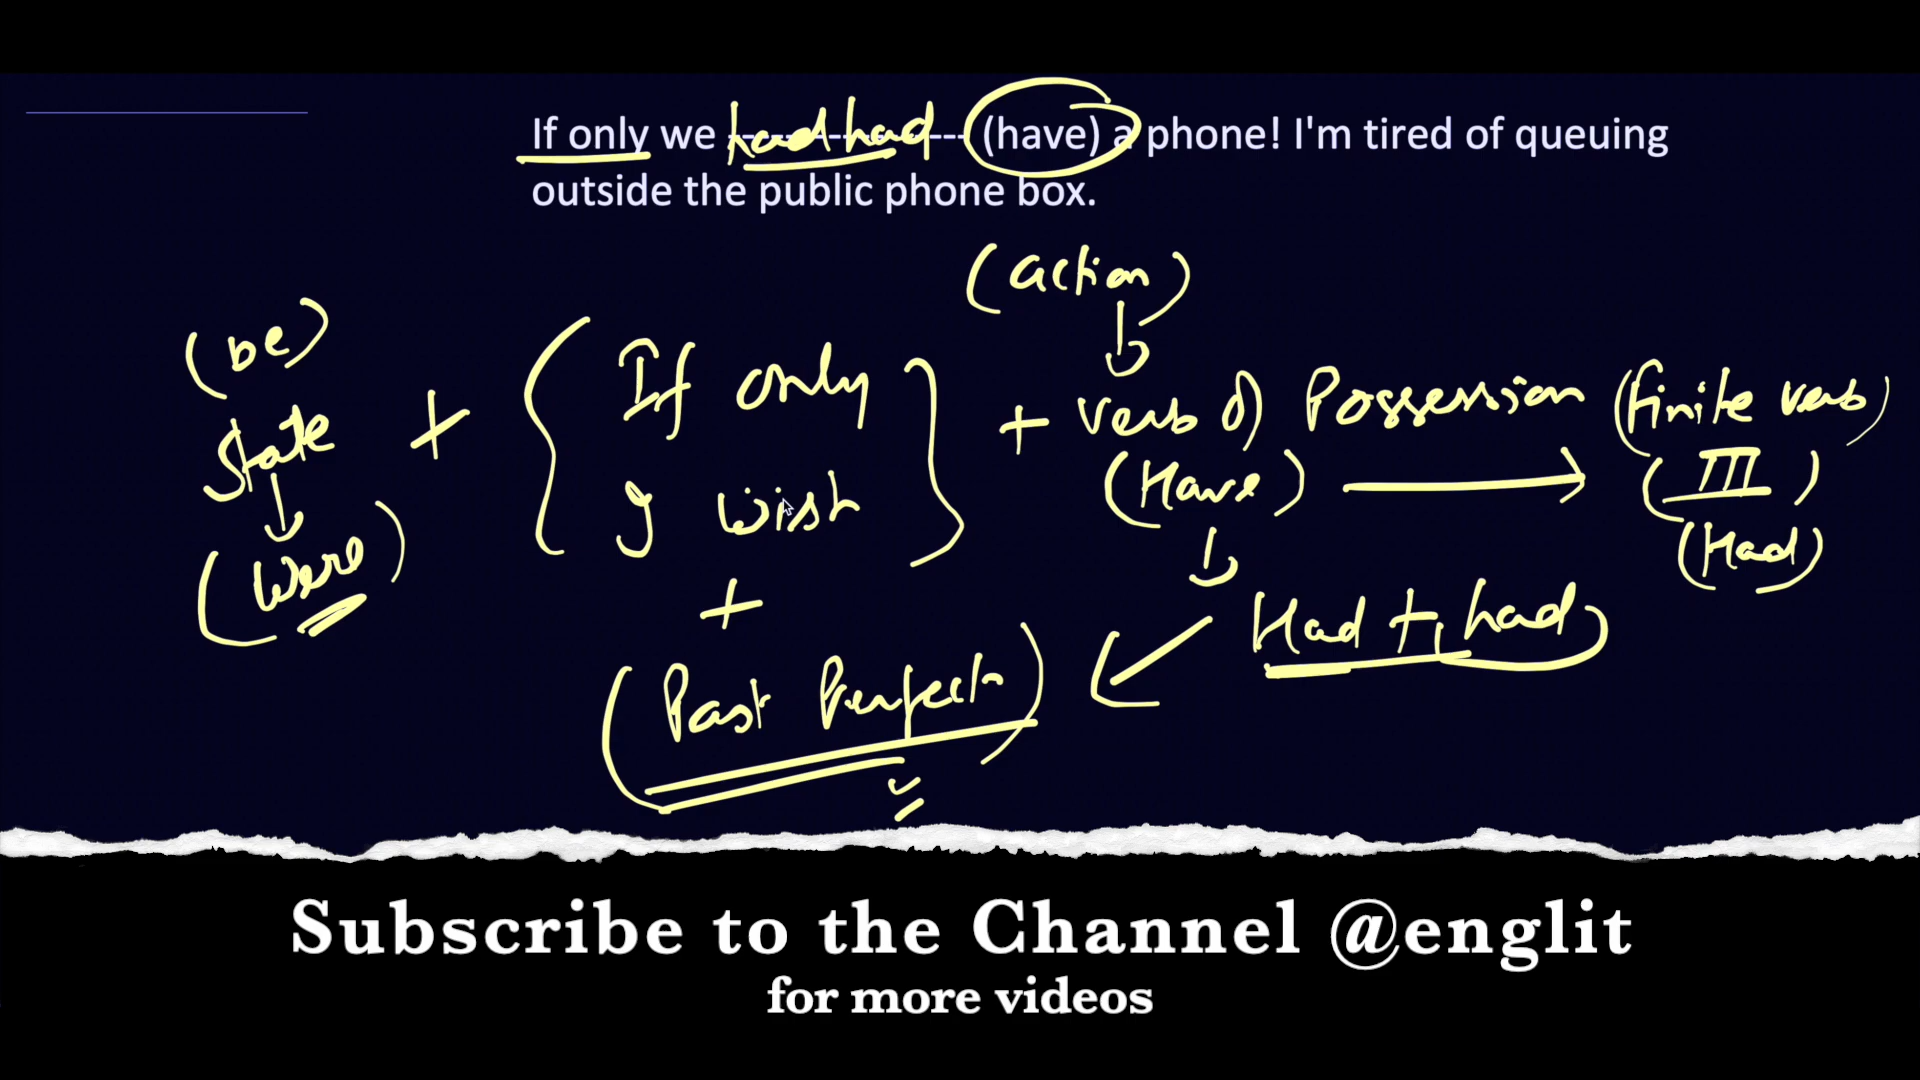 If only we had had (have) a phone! I'm tired of queuing
outside the public phone box.
(action)
(be)
State + If only + verb of Possession (finite verb)
I wish (Have) (III)
(were) (Had)
+ Had + had
(Past Perfect)
Subscribe to the Channel @englit
for more videos